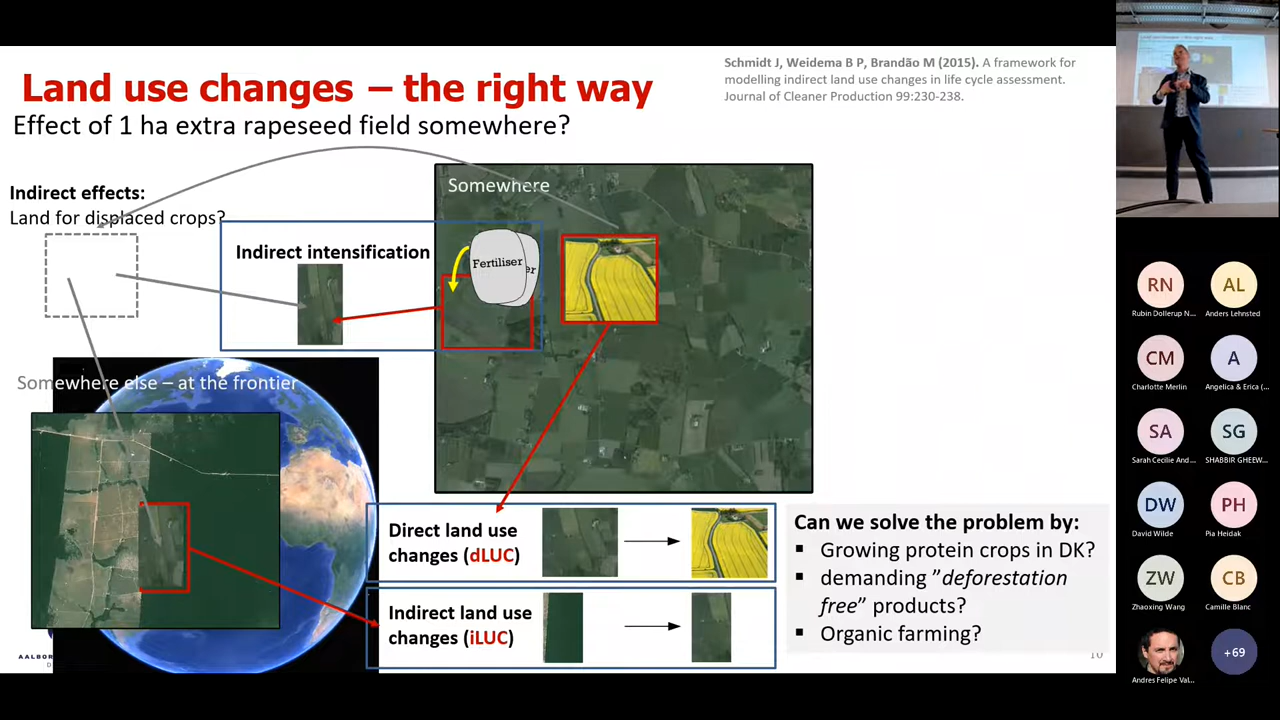 Land use changes – the right way
Effect of 1 ha extra rapeseed field somewhere?
Schmidt J, Weidema B P, Brandão M (2015). A framework for
modelling indirect land use changes in life cycle assessment.
Journal of Cleaner Production 99:230-238.
Indirect effects:
Land for displaced crops?
Indirect intensification
Somewhere
Fertiliser
er
Somewhere else – at the frontier
Direct land use
changes (dLUC)
Indirect land use
changes (iLUC)
Can we solve the problem by:
▪ Growing protein crops in DK?
▪ demanding ”deforestation
free” products?
▪ Organic farming?
10
RN
Rubin Dollerup N...
AL
Anders Lehnsted
CM
Charlotte Merlin
A
Angelica & Erica (...
SA
Sarah Cecilie And...
SG
SHABBIR GHEEW...
DW
David Wilde
PH
Pia Heidak
ZW
Zhaoxing Wang
CB
Camille Blanc
Andres Felipe Val...
+69